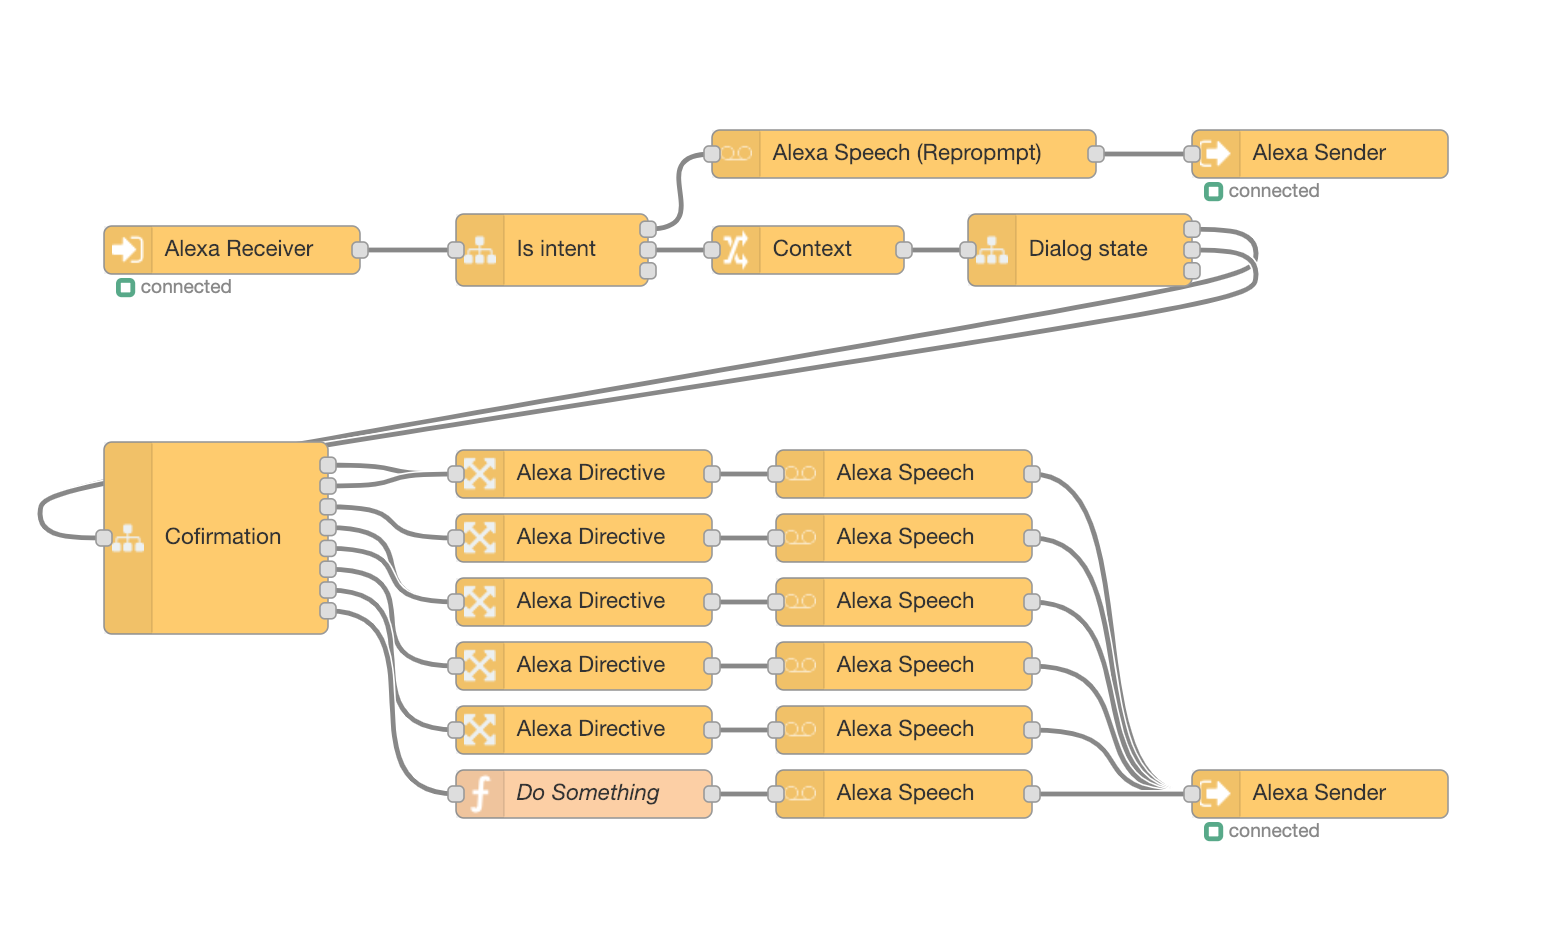 Alexa Speech (Repropmpt)
Alexa Sender
connected
Alexa Receiver
connected
Is intent
Context
Dialog state
Cofirmation
Alexa Directive
Alexa Speech
Alexa Directive
Alexa Speech
Alexa Directive
Alexa Speech
Alexa Directive
Alexa Speech
Alexa Directive
Alexa Speech
Do Something
Alexa Speech
Alexa Sender
connected